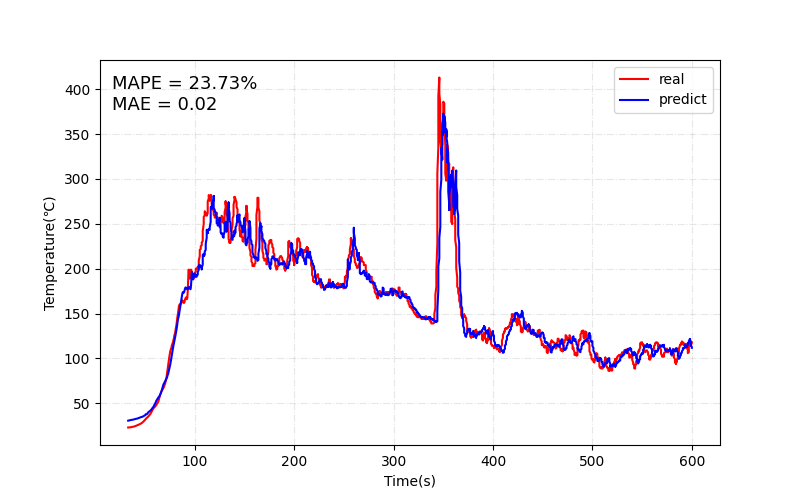 MAPE = 23.73%
MAE = 0.02
real
predict
Temperature(℃)
400
350
300
250
200
150
100
50
100
200
300
400
500
600
Time(s)